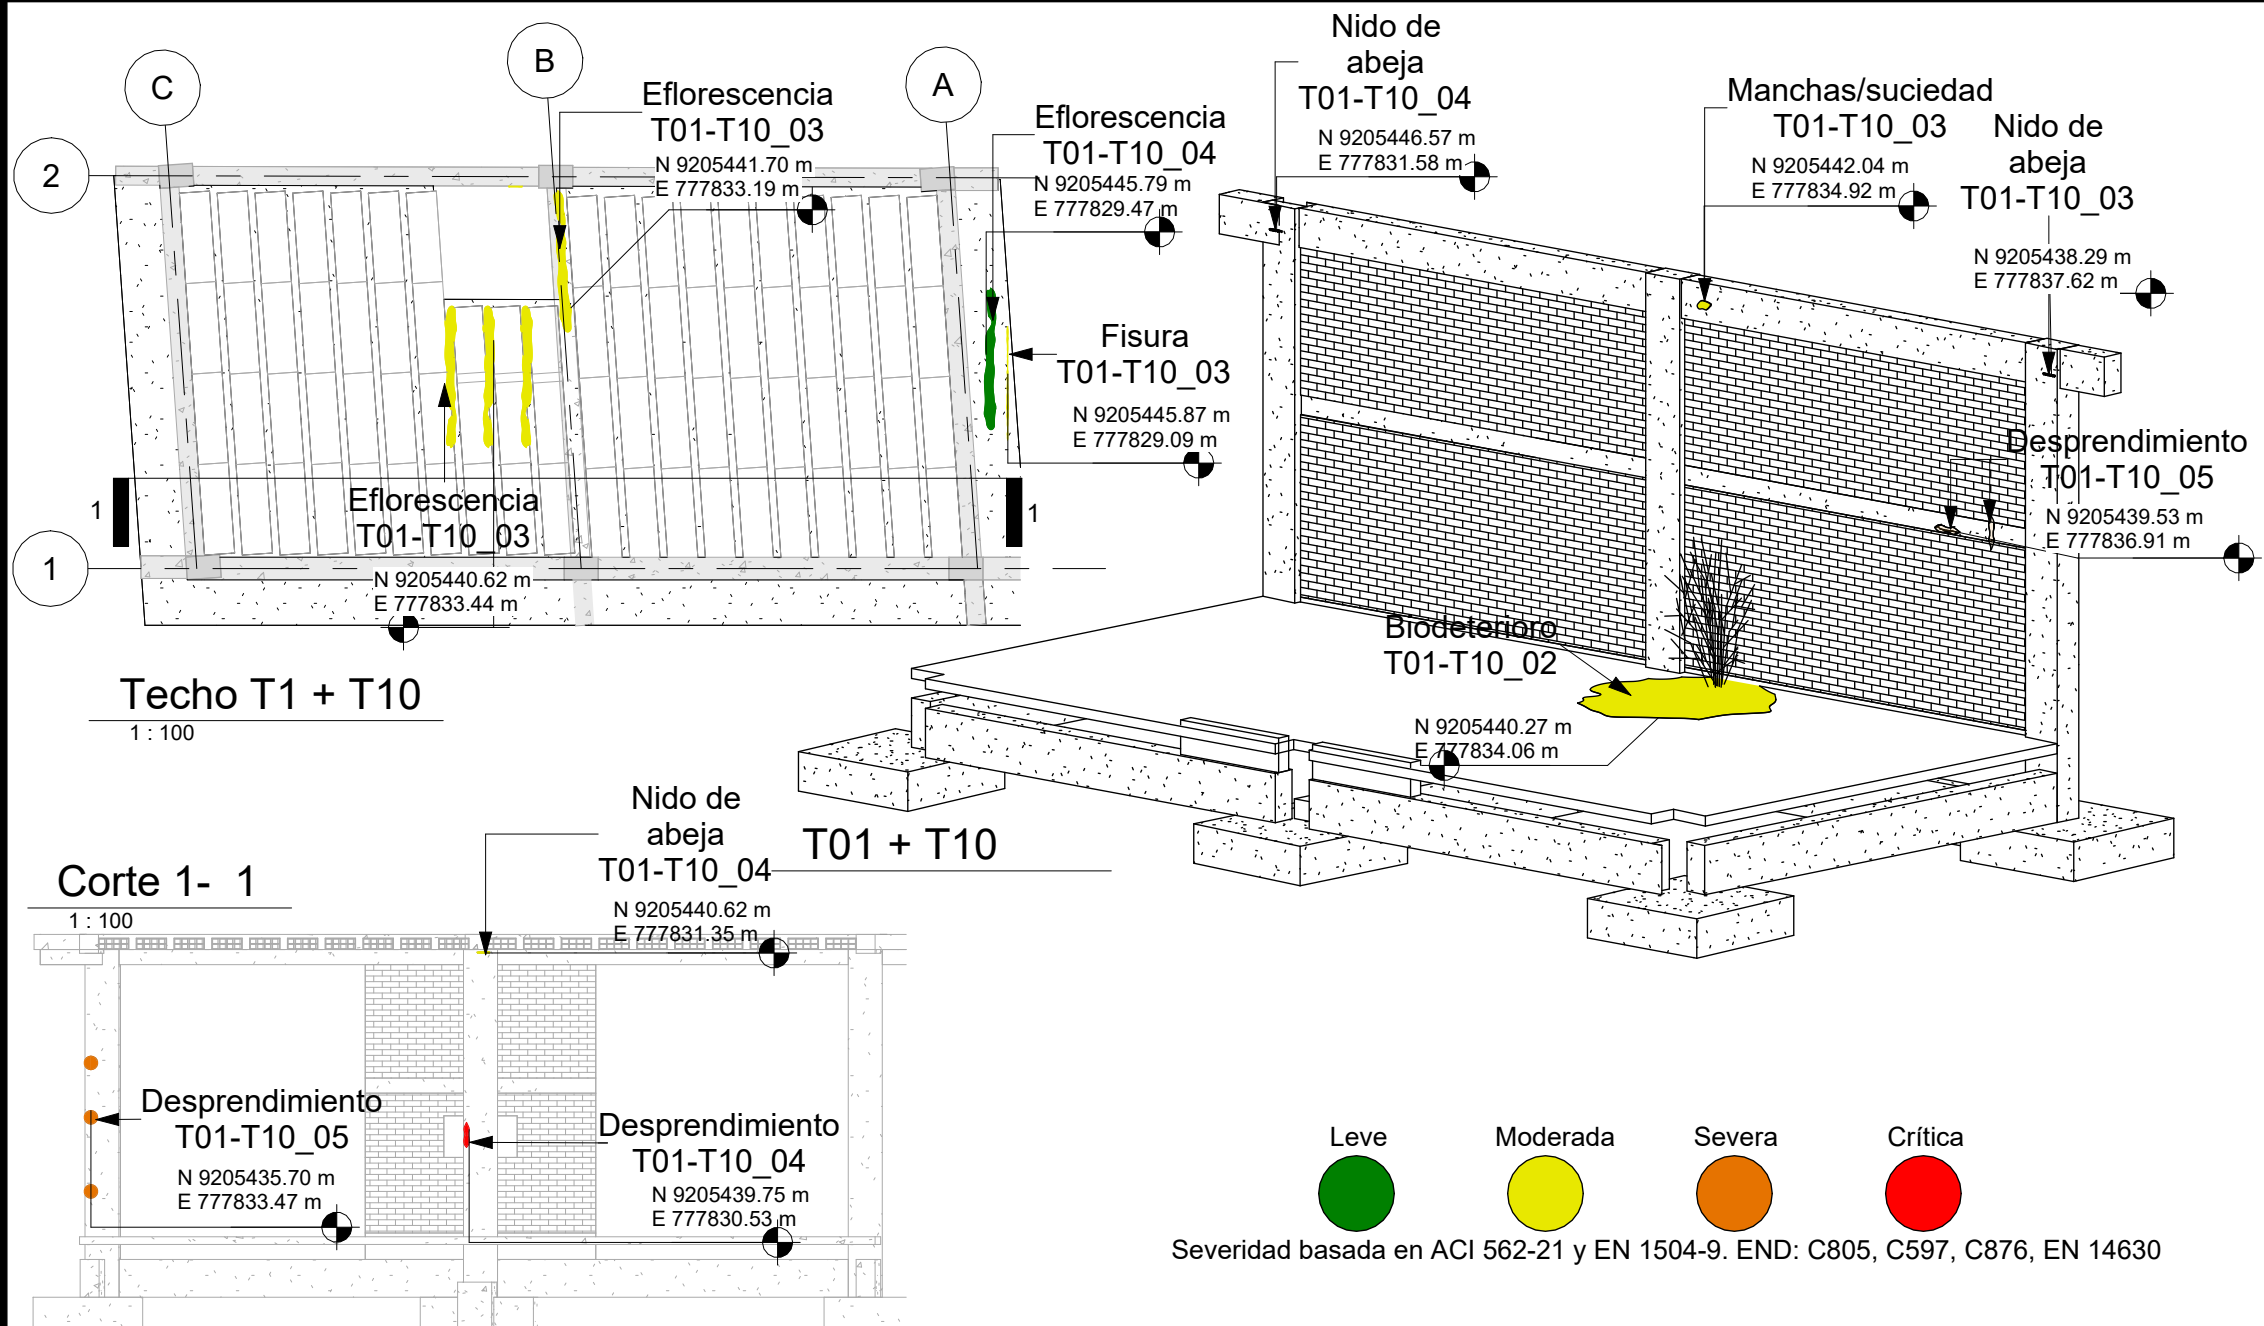 C
B
A
2
1
Eflorescencia
T01-T10_03
N 9205441.70 m
E 777833.19 m
Eflorescencia
T01-T10_04
N 9205445.79 m
E 777829.47 m
Fisura
T01-T10_03
N 9205445.87 m
E 777829.09 m
1
1
Eflorescencia
T01-T10_03
N 9205440.62 m
E 777833.44 m
Techo T1 + T10
1 : 100
Nido de
abeja
T01-T10_04
N 9205446.57 m
E 777831.58 m
Manchas/suciedad
T01-T10_03
N 9205442.04 m
E 777834.92 m
Nido de
abeja
T01-T10_03
N 9205438.29 m
E 777837.62 m
Desprendimiento
T01-T10_05
N 9205439.53 m
E 777836.91 m
Biodeterioro
T01-T10_02
N 9205440.27 m
E 777834.06 m
T01 + T10
Corte 1- 1
1 : 100
Nido de
abeja
T01-T10_04
N 9205440.62 m
E 777831.35 m
Desprendimiento
T01-T10_05
N 9205435.70 m
E 777833.47 m
Desprendimiento
T01-T10_04
N 9205439.75 m
E 777830.53 m
Leve Moderada Severa Crítica
Severidad basada en ACI 562-21 y EN 1504-9. END: C805, C597, C876, EN 14630